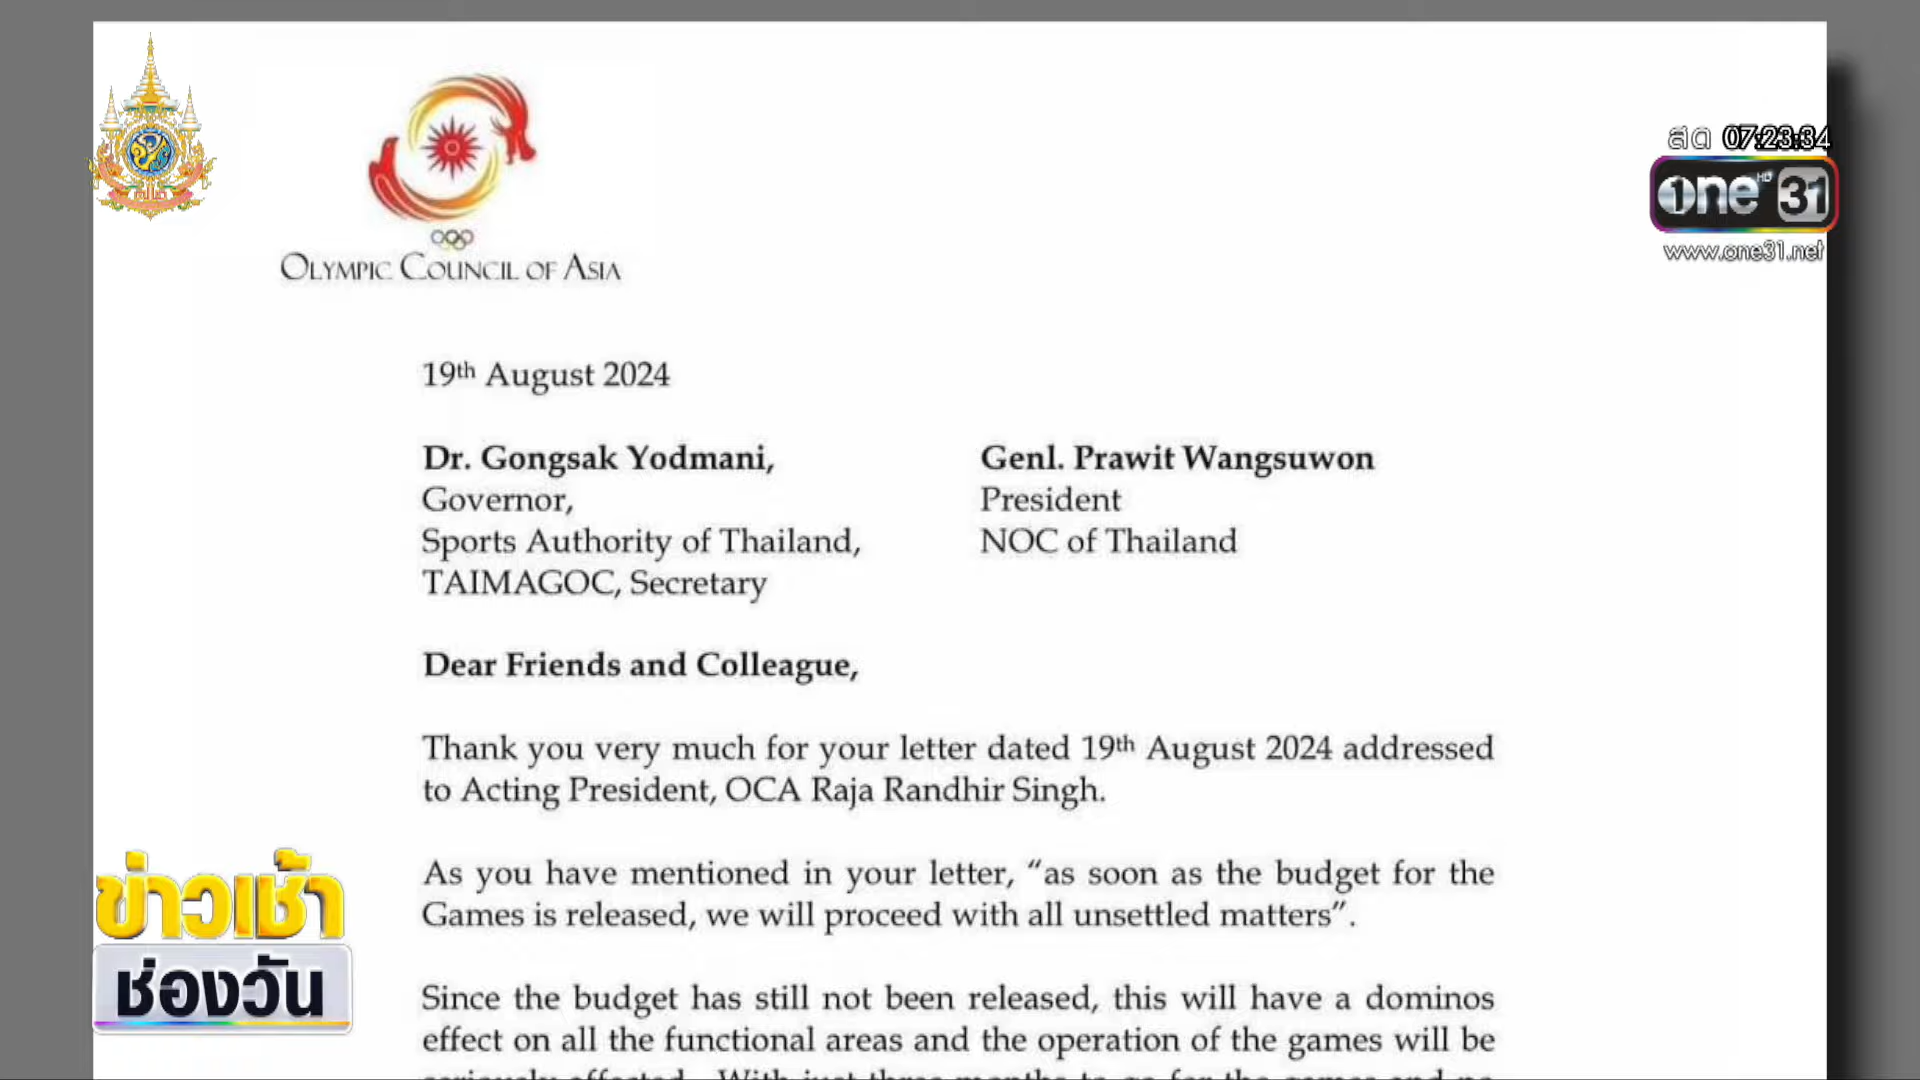 สด 07:23:34
one HD 31
www.one31.net
OLYMPIC COUNCIL OF ASIA
19th August 2024
Dr. Gongsak Yodmani,
Governor,
Sports Authority of Thailand,
TAIMAGOC, Secretary
Genl. Prawit Wangsuwon
President
NOC of Thailand
Dear Friends and Colleague,
Thank you very much for your letter dated 19th August 2024 addressed
to Acting President, OCA Raja Randhir Singh.
As you have mentioned in your letter, “as soon as the budget for the
Games is released, we will proceed with all unsettled matters”.
Since the budget has still not been released, this will have a dominos
effect on all the functional areas and the operation of the games will be
ข่าวเช้า
ช่องวัน